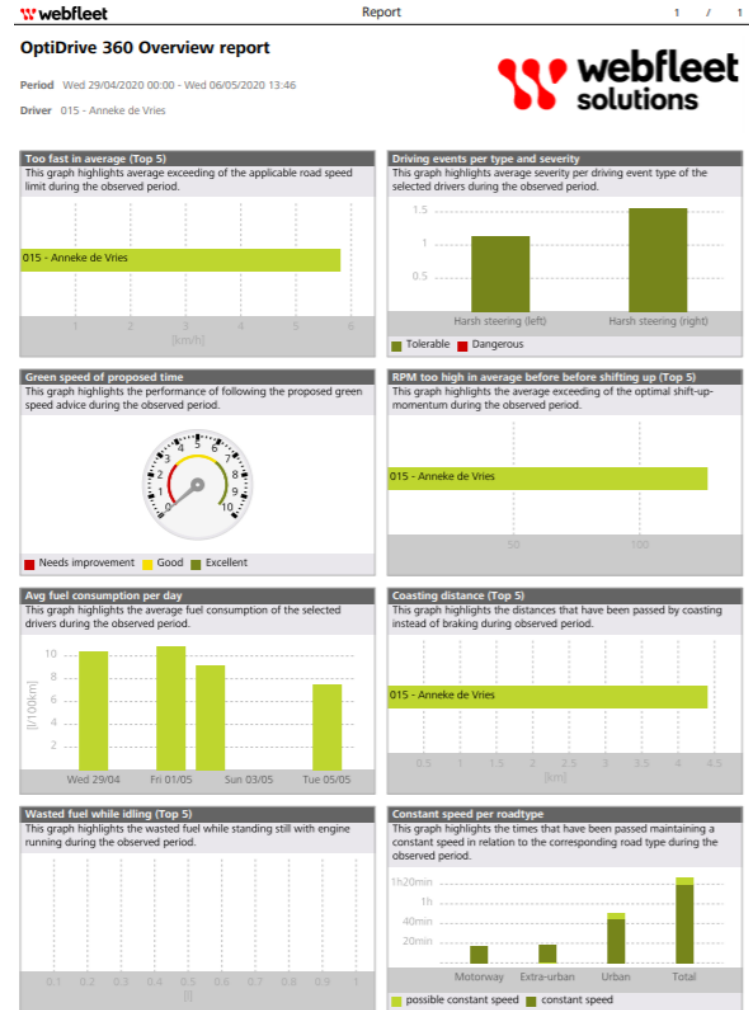 webfleet Report 1 / 1
OptiDrive 360 Overview report
webfleet
solutions
Period Wed 29/04/2020 00:00 - Wed 06/05/2020 13:46
Driver 015 - Anneke de Vries
Too fast in average (Top 5)
This graph highlights average exceeding of the applicable road speed
limit during the observed period.
015 - Anneke de Vries
1 2 3 4 5 6
[km/h]
Driving events per type and severity
This graph highlights average severity per driving event type of the
selected drivers during the observed period.
1.5
1
0.5
Harsh steering (left) Harsh steering (right)
Tolerable Dangerous
Green speed of proposed time
This graph highlights the performance of following the proposed green
speed advice during the observed period.
0 1 2 3 4 5 6 7 8 9 10
Needs improvement Good Excellent
RPM too high in average before before shifting up (Top 5)
This graph highlights the average exceeding of the optimal shift-up-
momentum during the observed period.
015 - Anneke de Vries
50 100
Avg fuel consumption per day
This graph highlights the average fuel consumption of the selected
drivers during the observed period.
[l/100km]
10
8
6
4
2
Wed 29/04 Fri 01/05 Sun 03/05 Tue 05/05
Coasting distance (Top 5)
This graph highlights the distances that have been passed by coasting
instead of braking during observed period.
015 - Anneke de Vries
0.5 1 1.5 2 2.5 3 3.5 4 4.5
[km]
Wasted fuel while idling (Top 5)
This graph highlights the wasted fuel while standing still with engine
running during the observed period.
0.1 0.2 0.3 0.4 0.5 0.6 0.7 0.8 0.9 1
[l]
Constant speed per roadtype
This graph highlights the times that have been passed maintaining a
constant speed in relation to the corresponding road type during the
observed period.
1h20min
1h
40min
20min
Motorway Extra-urban Urban Total
possible constant speed constant speed